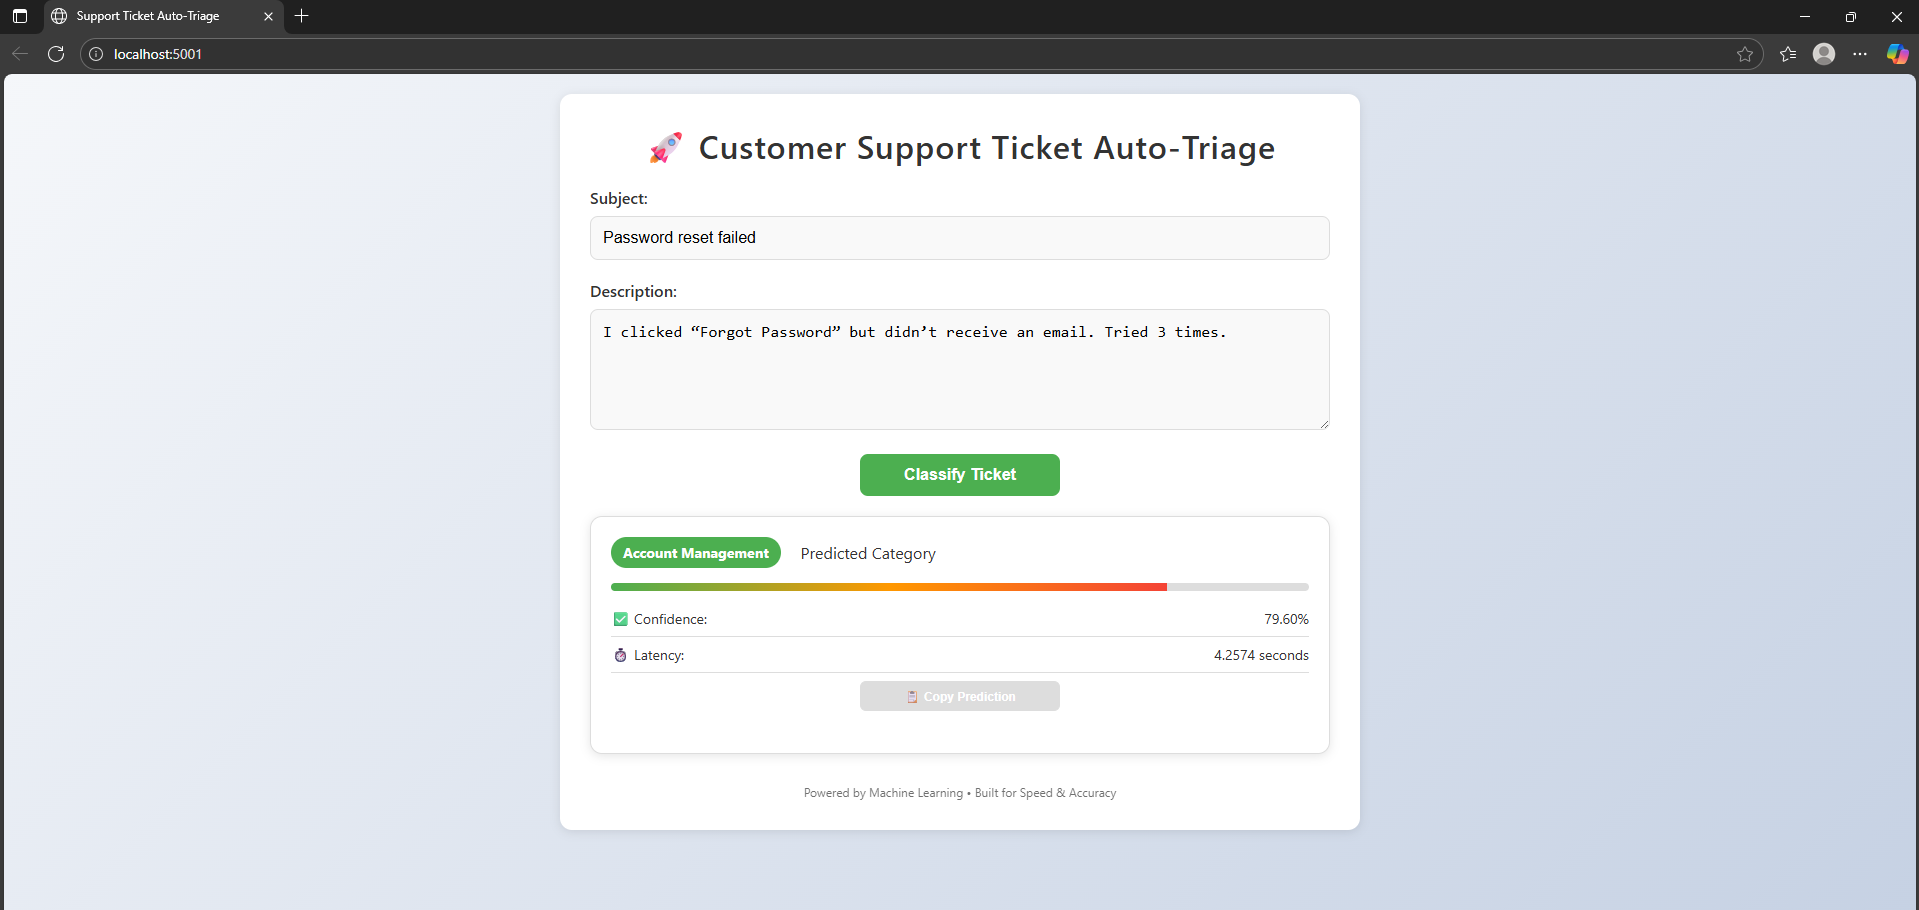 Support Ticket Auto-Triage
localhost:5001
Customer Support Ticket Auto-Triage
Subject:
Password reset failed
Description:
I clicked “Forgot Password” but didn’t receive an email. Tried 3 times.
Classify Ticket
Account Management Predicted Category
Confidence: 79.60%
Latency: 4.2574 seconds
Copy Prediction
Powered by Machine Learning • Built for Speed & Accuracy